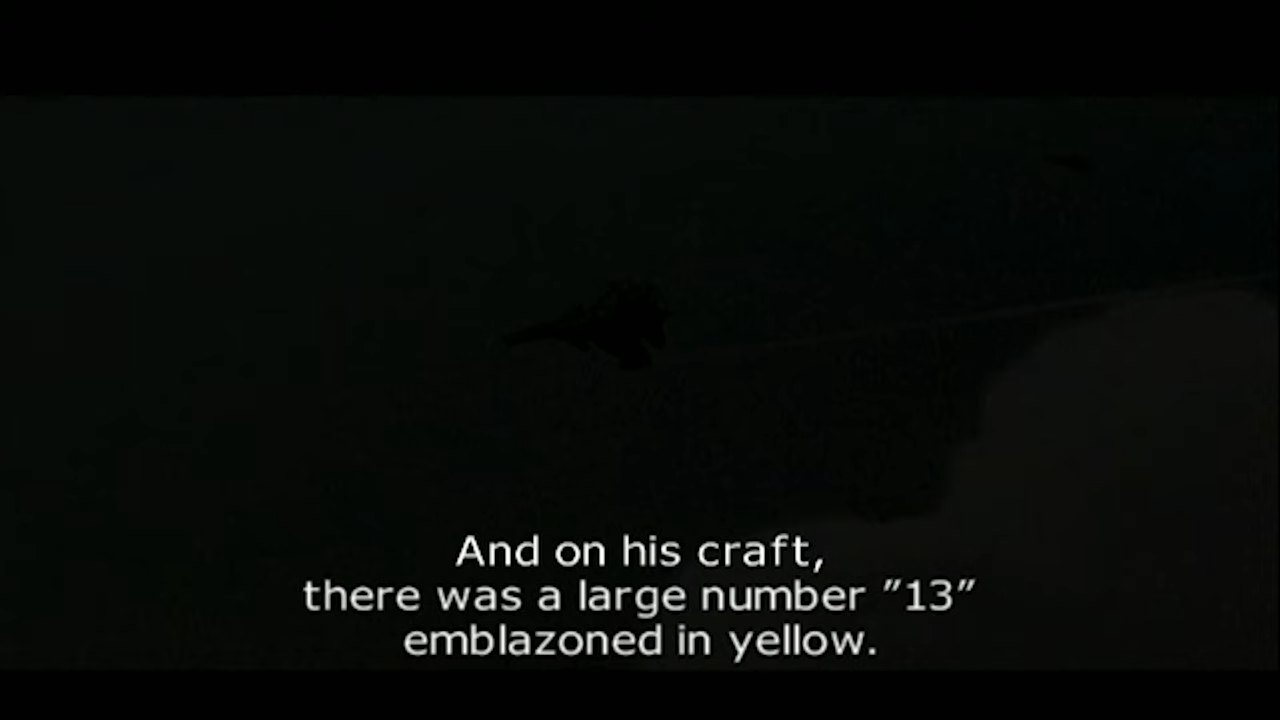 And on his craft,
there was a large number "13"
emblazoned in yellow.